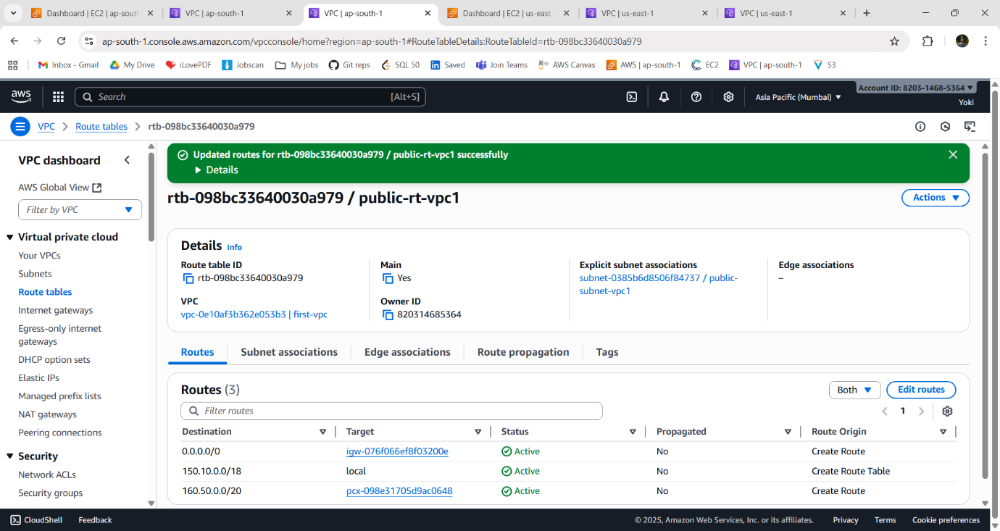 Dashboard | EC2 | ap-sout
VPC | ap-south-1
VPC | ap-south-1
Dashboard | EC2 | us-east-
VPC | us-east-1
VPC | us-east-1
ap-south-1.console.aws.amazon.com/vpcconsole/home?region=ap-south-1#RouteTableDetails:RouteTableId=rtb-098bc33640030a979
Inbox - Gmail
My Drive
iLovePDF
Jobscan
My jobs
Git reps
SQL 50
Saved
Join Teams
AWS Canvas
AWS | ap-south-1
EC2
VPC | ap-south-1
S3
aws
Search
[Alt+S]
Asia Pacific (Mumbai)
Account ID: 8203-1468-5364
Yoki
VPC
Route tables
rtb-098bc33640030a979
VPC dashboard
AWS Global View
Filter by VPC
Virtual private cloud
Your VPCs
Subnets
Route tables
Internet gateways
Egress-only internet
gateways
DHCP option sets
Elastic IPs
Managed prefix lists
NAT gateways
Peering connections
Security
Network ACLs
Security groups
Updated routes for rtb-098bc33640030a979 / public-rt-vpc1 successfully
Details
rtb-098bc33640030a979 / public-rt-vpc1
Actions
Details Info
Route table ID
rtb-098bc33640030a979
VPC
vpc-0e10af3b362e053b3 | first-vpc
Main
Yes
Owner ID
820314685364
Explicit subnet associations
subnet-0385b6d8506f84737 / public-
subnet-vpc1
Edge associations
–
Routes
Subnet associations
Edge associations
Route propagation
Tags
Routes (3)
Both
Edit routes
Filter routes
1
Destination Target Status Propagated Route Origin
0.0.0.0/0 igw-076f066ef8f03200e Active No Create Route
150.10.0.0/18 local Active No Create Route Table
160.50.0.0/20 pcx-098e31705d9ac0648 Active No Create Route
CloudShell
Feedback
© 2025, Amazon Web Services, Inc. or its affiliates.
Privacy
Terms
Cookie preferences